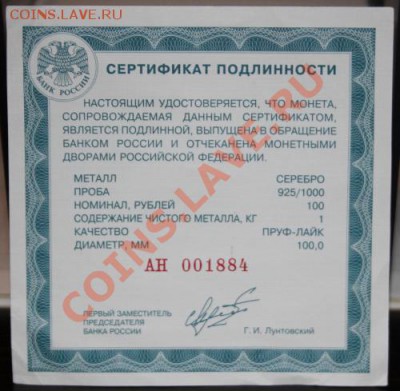 COINS.LAVE.RU
COINS.LAVE.RU
БАНК РОССИИ
СЕРТИФИКАТ ПОДЛИННОСТИ
НАСТОЯЩИМ УДОСТОВЕРЯЕТСЯ, ЧТО МОНЕТА,
СОПРОВОЖДАЕМАЯ ДАННЫМ СЕРТИФИКАТОМ,
ЯВЛЯЕТСЯ ПОДЛИННОЙ, ВЫПУЩЕНА В ОБРАЩЕНИЕ
БАНКОМ РОССИИ И ОТЧЕКАНЕНА МОНЕТНЫМИ
ДВОРАМИ РОССИЙСКОЙ ФЕДЕРАЦИИ.
МЕТАЛЛ СЕРЕБРО
ПРОБА 925/1000
НОМИНАЛ, РУБЛЕЙ 100
СОДЕРЖАНИЕ ЧИСТОГО МЕТАЛЛА, КГ 1
КАЧЕСТВО ПРУФ-ЛАЙК
ДИАМЕТР, ММ 100,0
АН 001884
ПЕРВЫЙ ЗАМЕСТИТЕЛЬ
ПРЕДСЕДАТЕЛЯ
БАНКА РОССИИ Г. И. Лунтовский